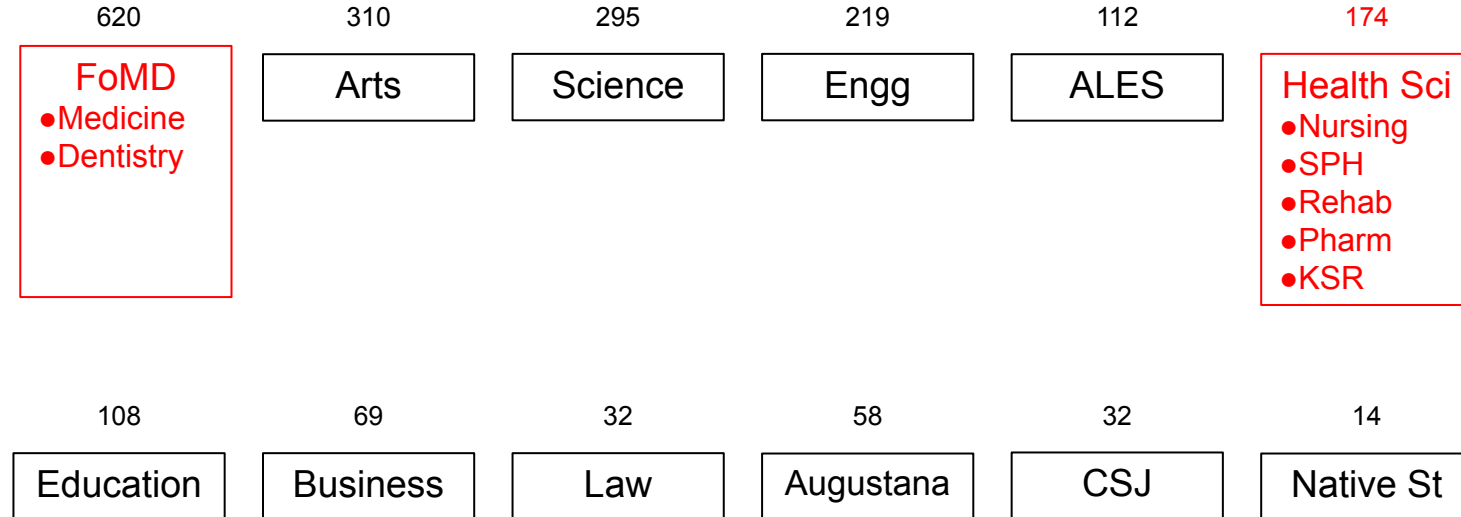 620 310 295 219 112 174
FoMD
●Medicine
●Dentistry
Arts
Science
Engg
ALES
Health Sci
●Nursing
●SPH
●Rehab
●Pharm
●KSR
108 69 32 58 32 14
Education Business Law Augustana CSJ Native St